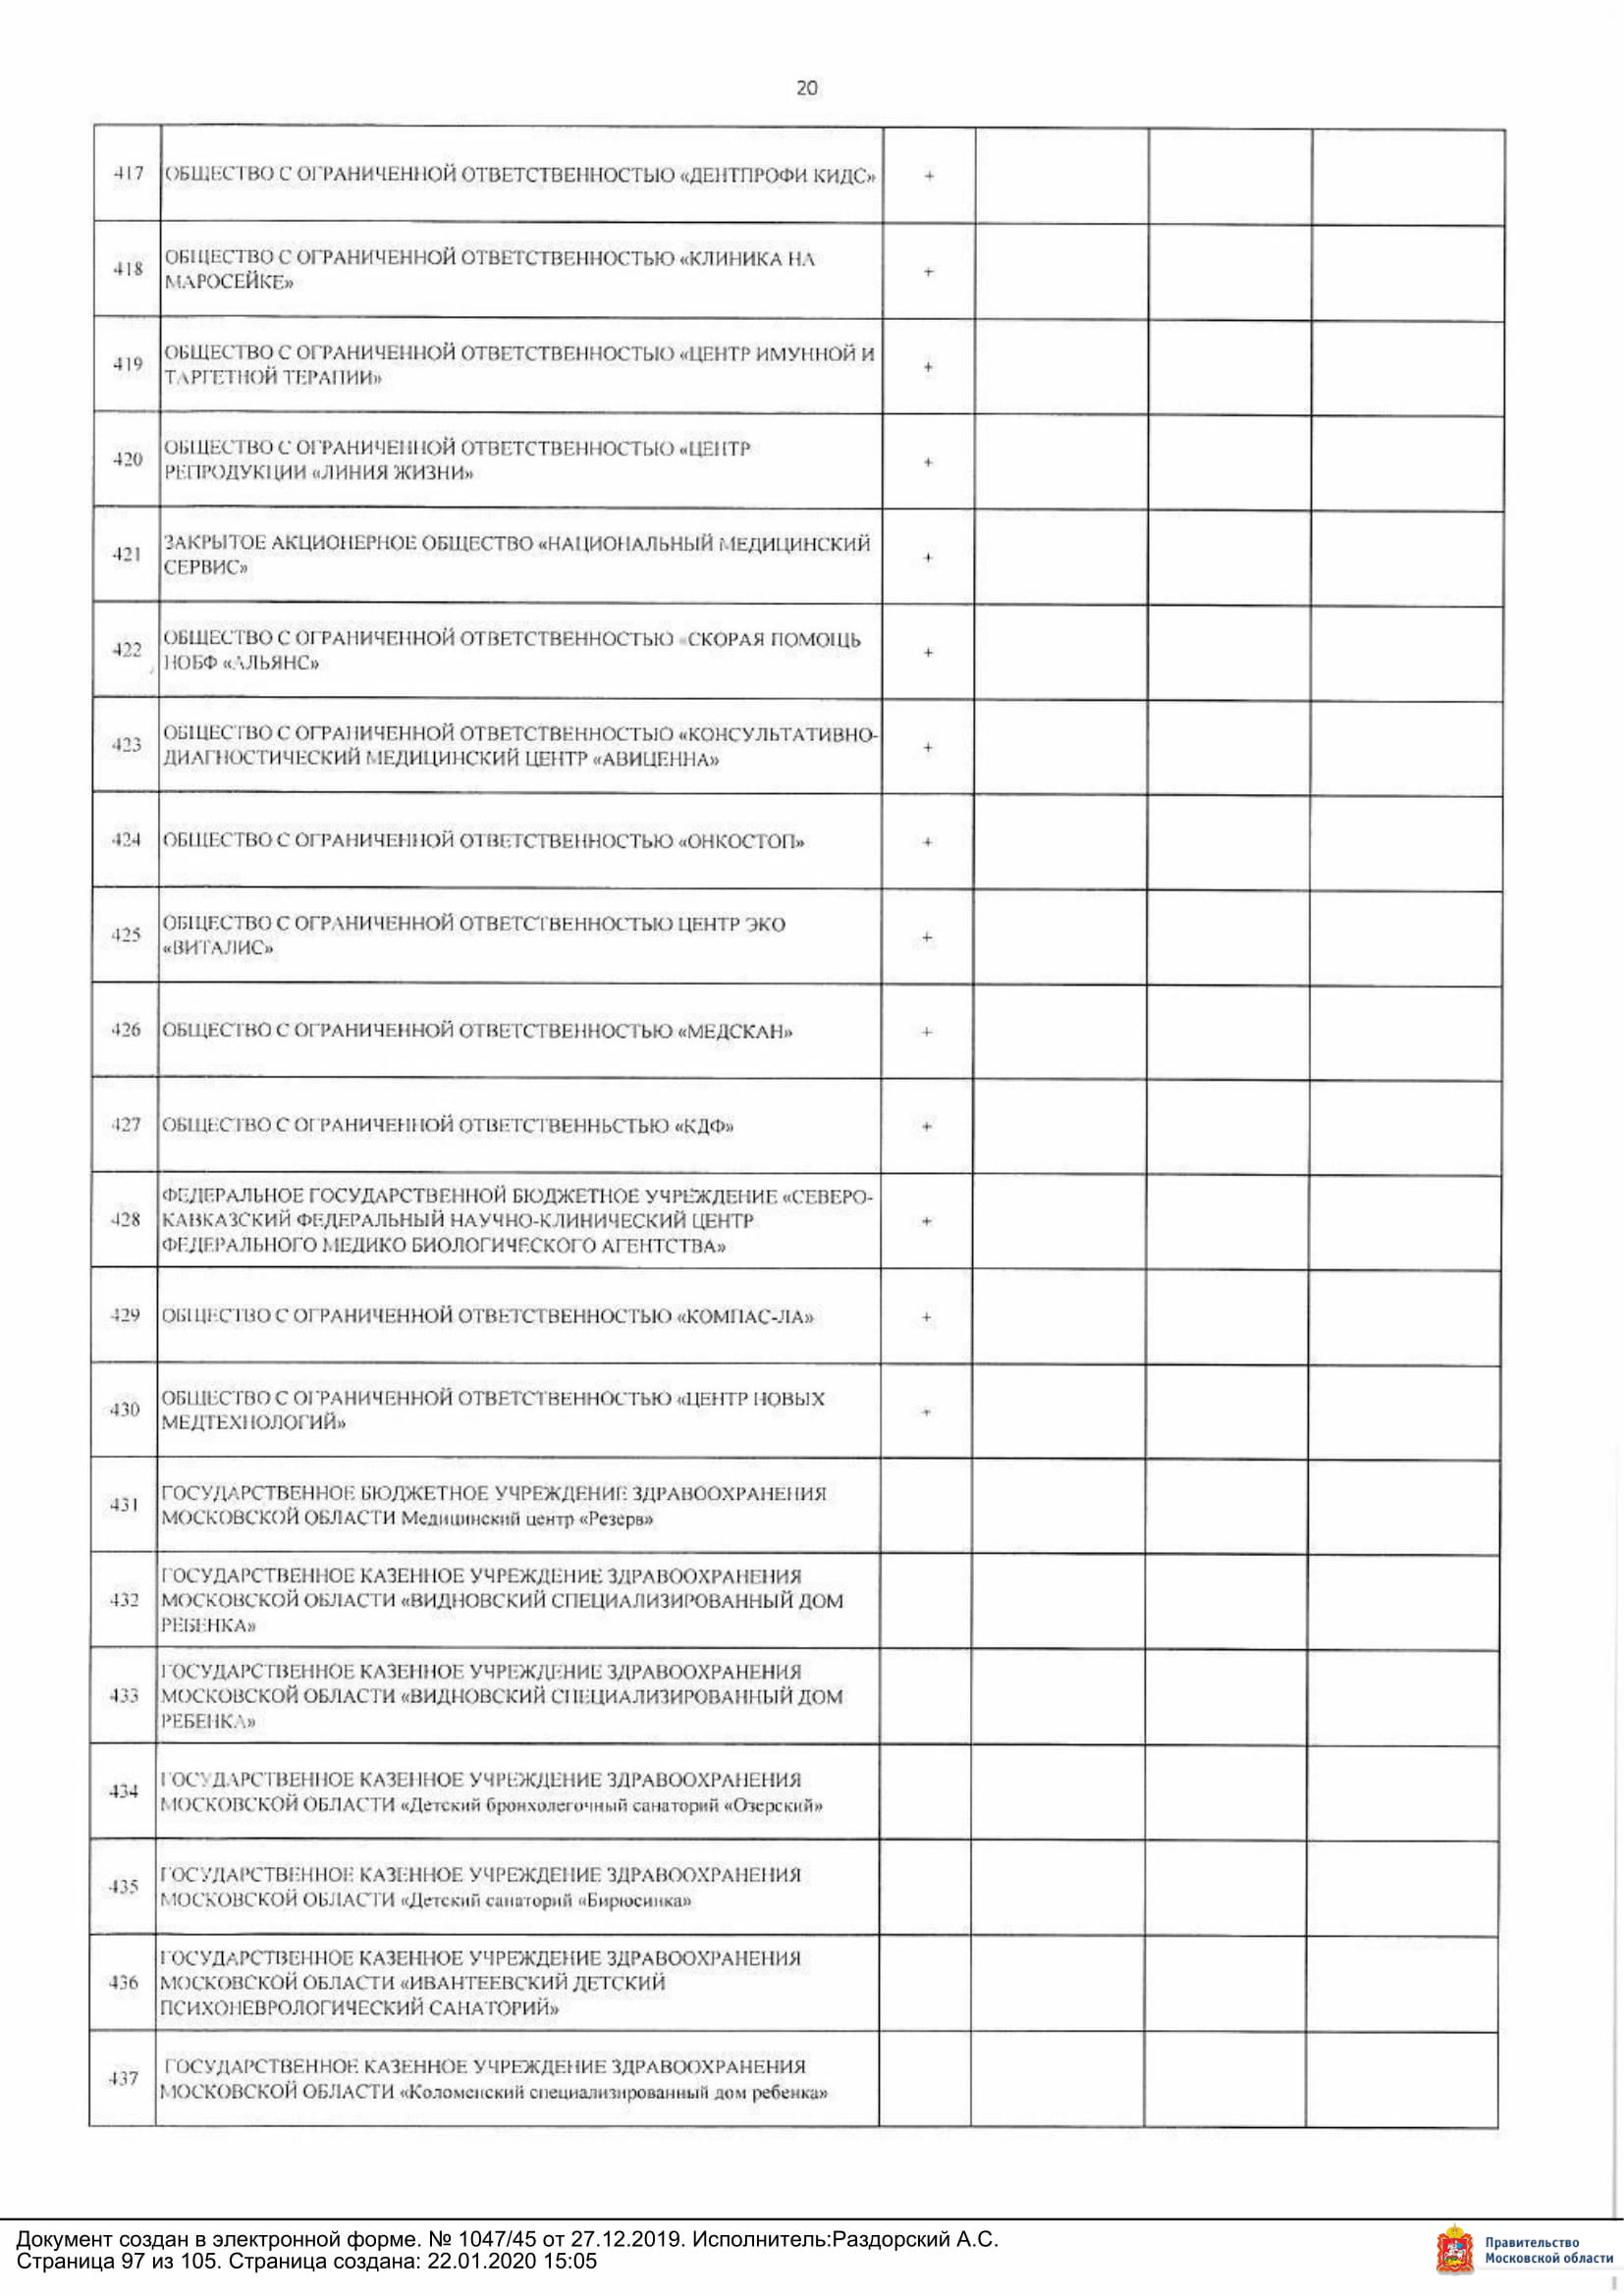 20
417 ОБЩЕСТВО С ОГРАНИЧЕННОЙ ОТВЕТСТВЕННОСТЬЮ «ДЕНТПРОФИ КИДС» +
418 ОБЩЕСТВО С ОГРАНИЧЕННОЙ ОТВЕТСТВЕННОСТЬЮ «КЛИНИКА НА
МАРОСЕЙКЕ» +
419 ОБЩЕСТВО С ОГРАНИЧЕННОЙ ОТВЕТСТВЕННОСТЬЮ «ЦЕНТР ИМУННОЙ И
ТАРГЕТНОЙ ТЕРАПИИ» +
420 ОБЩЕСТВО С ОГРАНИЧЕННОЙ ОТВЕТСТВЕННОСТЬЮ «ЦЕНТР
РЕПРОДУКЦИИ «ЛИНИЯ ЖИЗНИ» +
421 ЗАКРЫТОЕ АКЦИОНЕРНОЕ ОБЩЕСТВО «НАЦИОНАЛЬНЫЙ МЕДИЦИНСКИЙ
СЕРВИС» +
422 ОБЩЕСТВО С ОГРАНИЧЕННОЙ ОТВЕТСТВЕННОСТЬЮ «СКОРАЯ ПОМОЩЬ
НОБФ «АЛЬЯНС» +
423 ОБЩЕСТВО С ОГРАНИЧЕННОЙ ОТВЕТСТВЕННОСТЬЮ «КОНСУЛЬТАТИВНО-
ДИАГНОСТИЧЕСКИЙ МЕДИЦИНСКИЙ ЦЕНТР «АВИЦЕННА» +
424 ОБЩЕСТВО С ОГРАНИЧЕННОЙ ОТВЕТСТВЕННОСТЬЮ «ОНКОСТОП» +
425 ОБЩЕСТВО С ОГРАНИЧЕННОЙ ОТВЕТСТВЕННОСТЬЮ ЦЕНТР ЭКО
«ВИТАЛИС» +
426 ОБЩЕСТВО С ОГРАНИЧЕННОЙ ОТВЕТСТВЕННОСТЬЮ «МЕДСКАН» +
427 ОБЩЕСТВО С ОГРАНИЧЕННОЙ ОТВЕТСТВЕННЬСТЬЮ «КДФ» +
428 ФЕДЕРАЛЬНОЕ ГОСУДАРСТВЕННОЙ БЮДЖЕТНОЕ УЧРЕЖДЕНИЕ «СЕВЕРО-
КАВКАЗСКИЙ ФЕДЕРАЛЬНЫЙ НАУЧНО-КЛИНИЧЕСКИЙ ЦЕНТР
ФЕДЕРАЛЬНОГО МЕДИКО БИОЛОГИЧЕСКОГО АГЕНТСТВА» +
429 ОБЩЕСТВО С ОГРАНИЧЕННОЙ ОТВЕТСТВЕННОСТЬЮ «КОМПАС-ЛА» +
430 ОБЩЕСТВО С ОГРАНИЧЕННОЙ ОТВЕТСТВЕННОСТЬЮ «ЦЕНТР НОВЫХ
МЕДТЕХНОЛОГИЙ» +
431 ГОСУДАРСТВЕННОЕ БЮДЖЕТНОЕ УЧРЕЖДЕНИЕ ЗДРАВООХРАНЕНИЯ
МОСКОВСКОЙ ОБЛАСТИ Медицинский центр «Резерв»
432 ГОСУДАРСТВЕННОЕ КАЗЕННОЕ УЧРЕЖДЕНИЕ ЗДРАВООХРАНЕНИЯ
МОСКОВСКОЙ ОБЛАСТИ «ВИДНОВСКИЙ СПЕЦИАЛИЗИРОВАННЫЙ ДОМ
РЕБЕНКА»
433 ГОСУДАРСТВЕННОЕ КАЗЕННОЕ УЧРЕЖДЕНИЕ ЗДРАВООХРАНЕНИЯ
МОСКОВСКОЙ ОБЛАСТИ «ВИДНОВСКИЙ СПЕЦИАЛИЗИРОВАННЫЙ ДОМ
РЕБЕНКА»
434 ГОСУДАРСТВЕННОЕ КАЗЕННОЕ УЧРЕЖДЕНИЕ ЗДРАВООХРАНЕНИЯ
МОСКОВСКОЙ ОБЛАСТИ «Детский бронхолегочный санаторий «Озерский»
435 ГОСУДАРСТВЕННОЕ КАЗЕННОЕ УЧРЕЖДЕНИЕ ЗДРАВООХРАНЕНИЯ
МОСКОВСКОЙ ОБЛАСТИ «Детский санаторий «Бирюсинка»
436 ГОСУДАРСТВЕННОЕ КАЗЕННОЕ УЧРЕЖДЕНИЕ ЗДРАВООХРАНЕНИЯ
МОСКОВСКОЙ ОБЛАСТИ «ИВАНТЕЕВСКИЙ ДЕТСКИЙ
ПСИХОНЕВРОЛОГИЧЕСКИЙ САНАТОРИЙ»
437 ГОСУДАРСТВЕННОЕ КАЗЕННОЕ УЧРЕЖДЕНИЕ ЗДРАВООХРАНЕНИЯ
МОСКОВСКОЙ ОБЛАСТИ «Коломенский специализированный дом ребенка»
Документ создан в электронной форме. № 1047/45 от 27.12.2019. Исполнитель:Раздорский А.С.
Страница 97 из 105. Страница создана: 22.01.2020 15:05
Правительство
Московской области